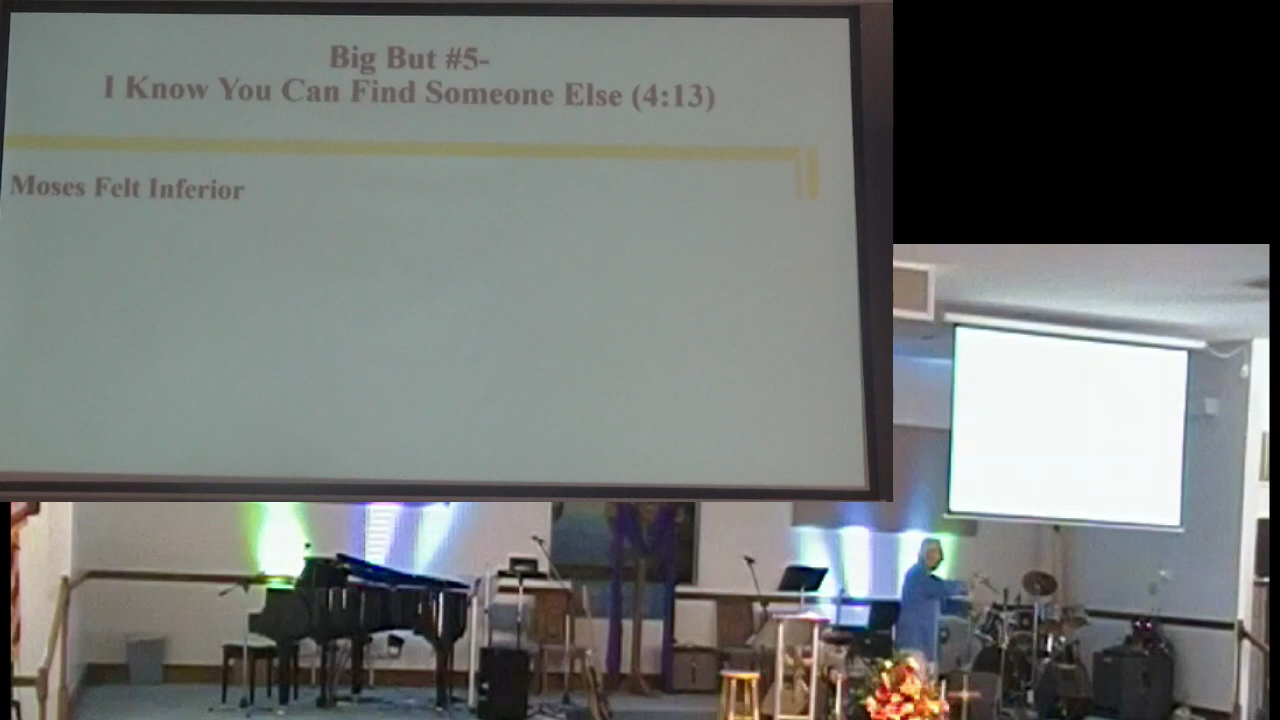 Big But #5-
I Know You Can Find Someone Else (4:13)
Moses Felt Inferior